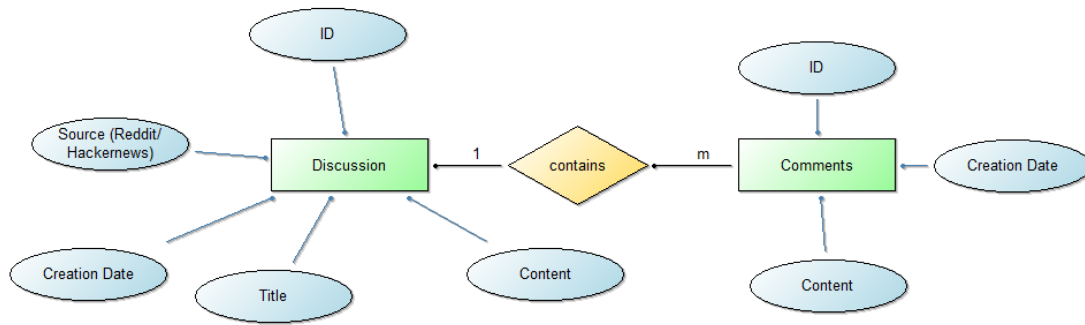 ID
ID
Source (Reddit/
Hackernews)
Discussion
1
contains
m
Comments
Creation Date
Creation Date
Title
Content
Content